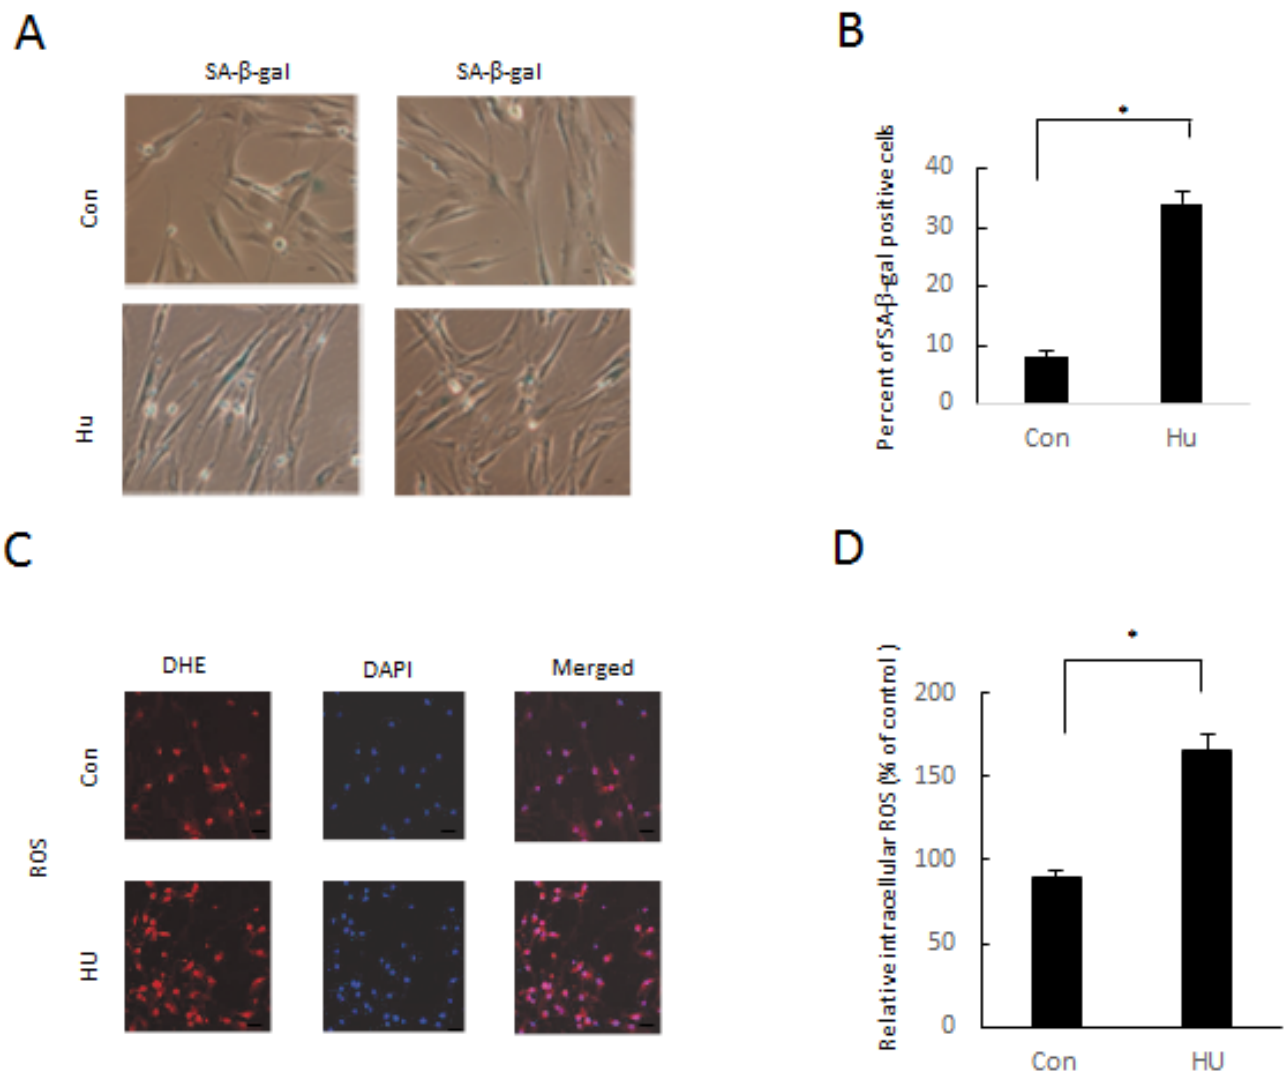 A
SA-β-gal
SA-β-gal
Con
Hu
B
*
Percent of SA-β-gal positive cells
40
30
20
10
0
Con
Hu
C
DHE
DAPI
Merged
Con
ROS
HU
D
*
Relative intracellular ROS (% of control )
200
150
100
50
0
Con
HU